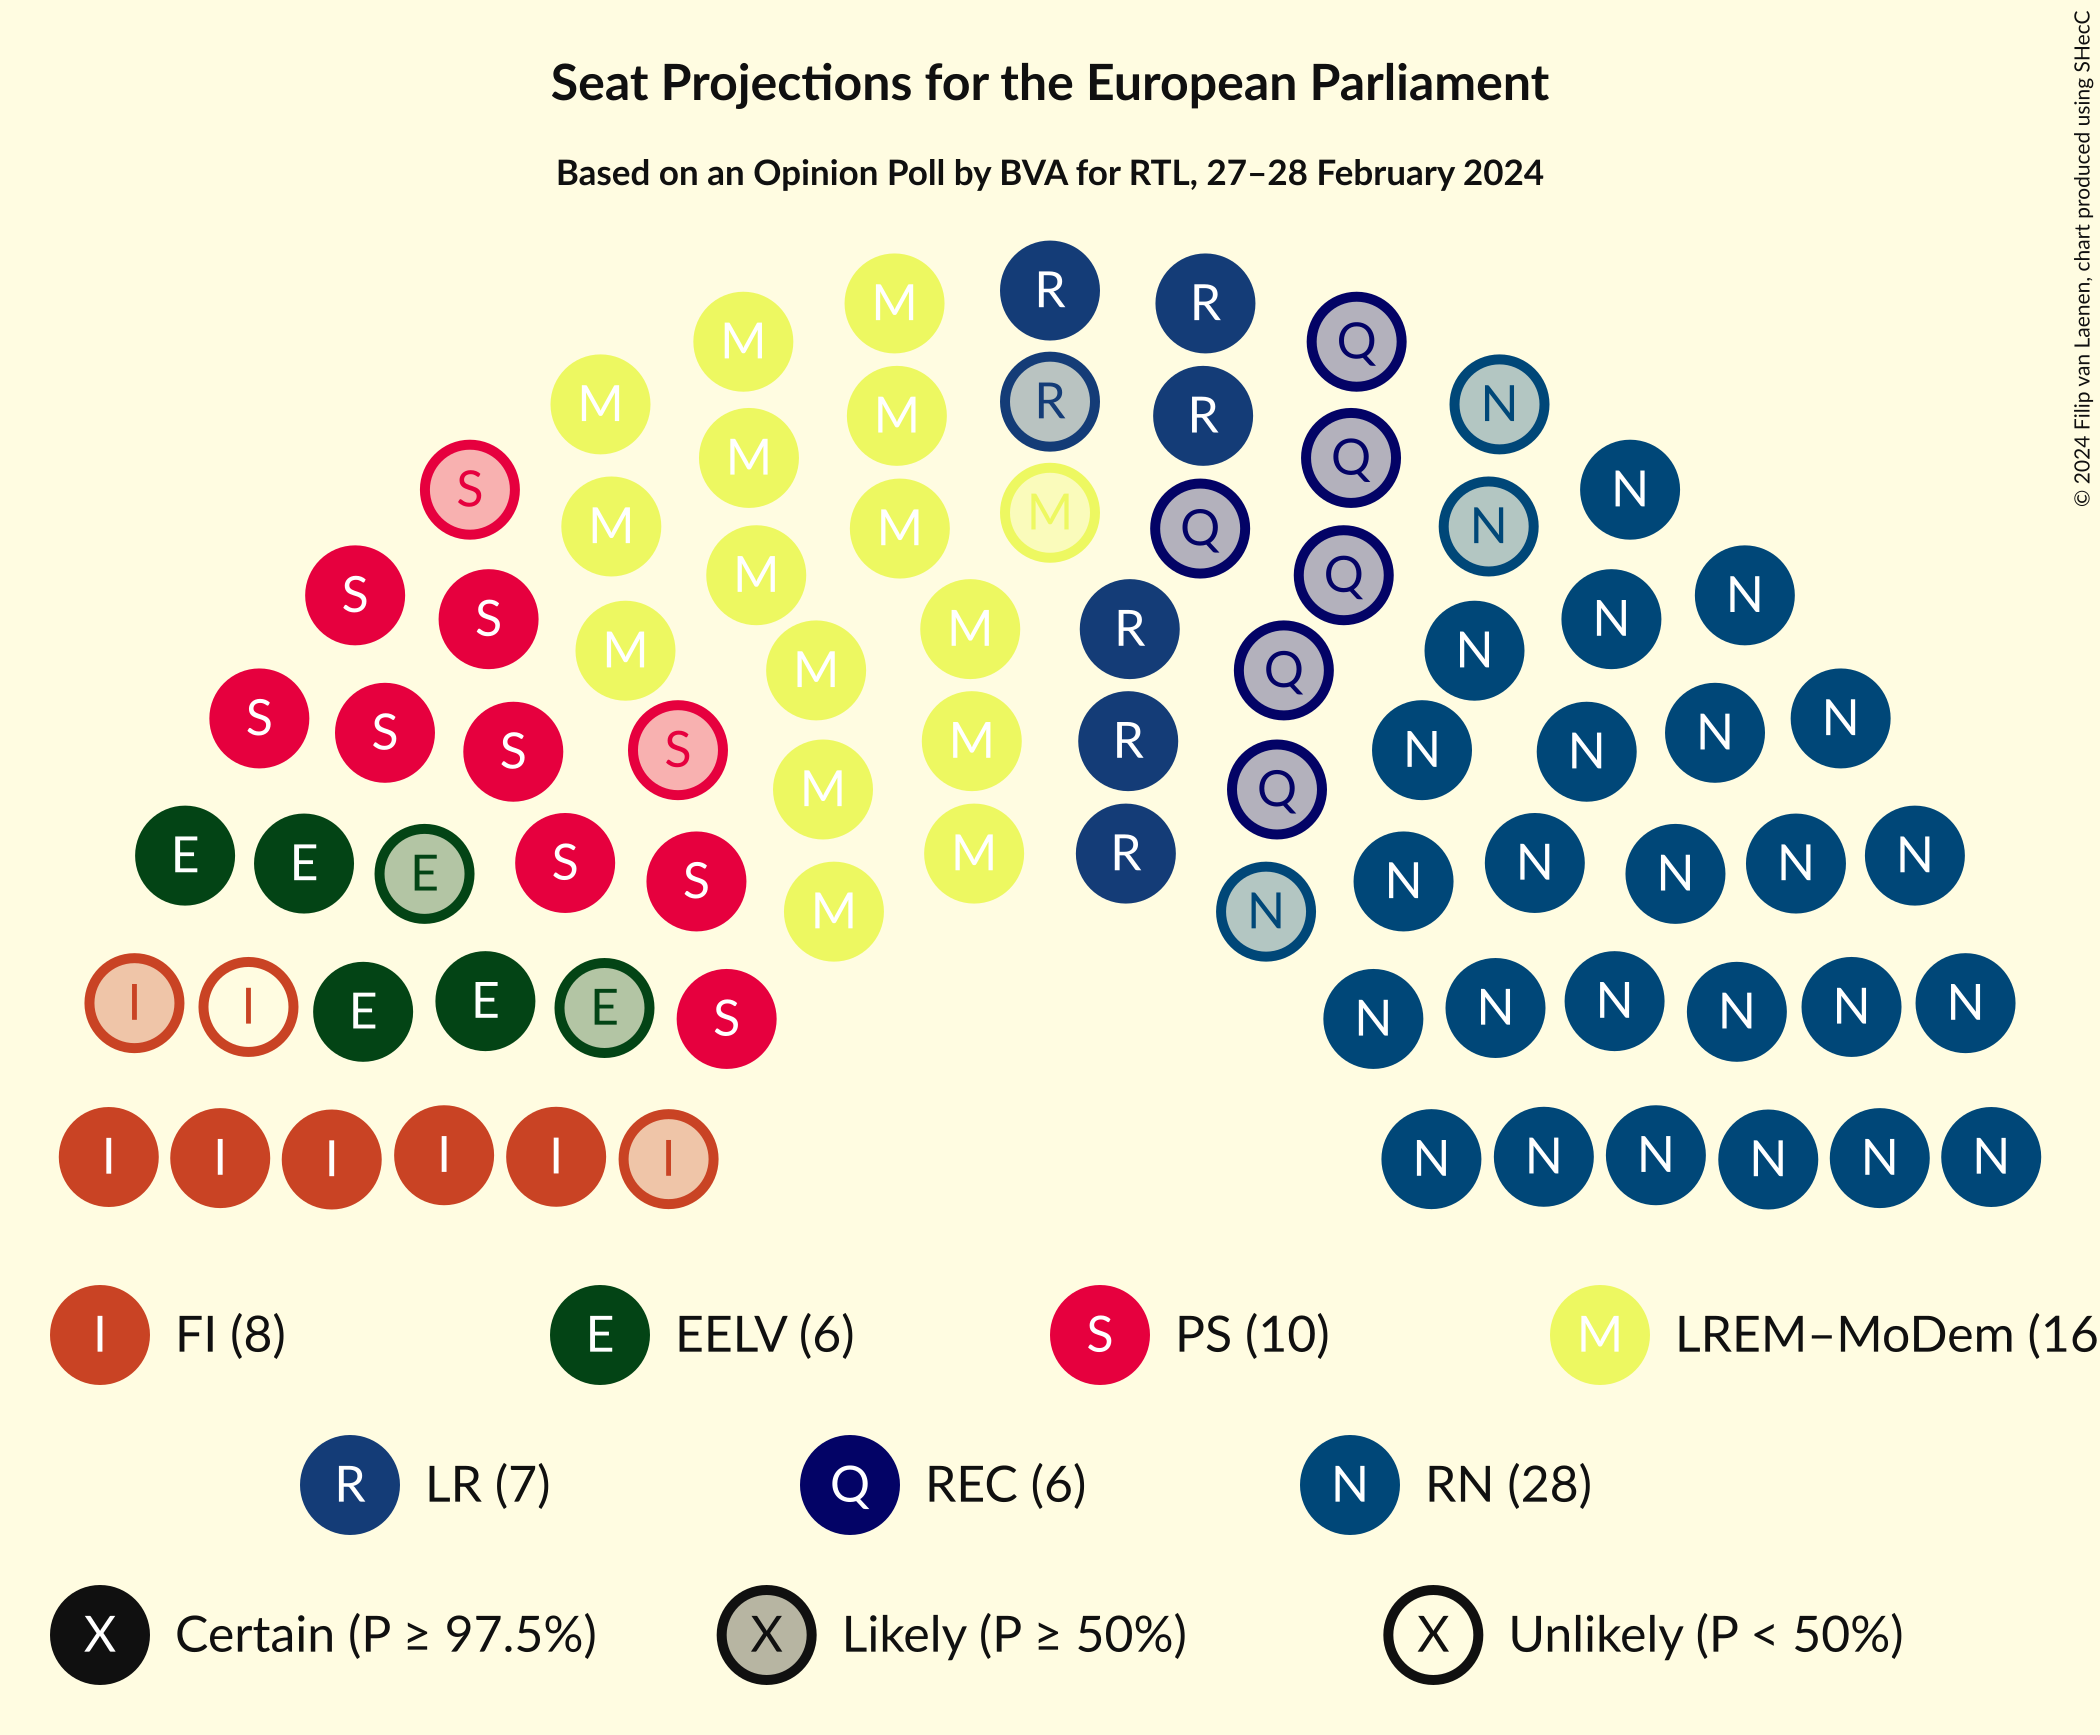 Seat Projections for the European Parliament
Based on an Opinion Poll by BVA for RTL, 27–28 February 2024
© 2024 Filip van Laenen, chart produced using SHecC
R
M R
M Q
R
M R
M N
M Q
S N
M
M Q
M N
M Q
S N
S N
M R
M N
M Q
S N
S N
S N
M R
S N
M Q
M R
E N
E N
S N
E N
S N
M N
E N
I N
I N
E N
E N
S N
I I I I I I N N N N N N
I FI (8) E EELV (6) S PS (10) M LREM–MoDem (16
R LR (7) Q REC (6) N RN (28)
X Certain (P ≥ 97.5%) X Likely (P ≥ 50%) X Unlikely (P < 50%)